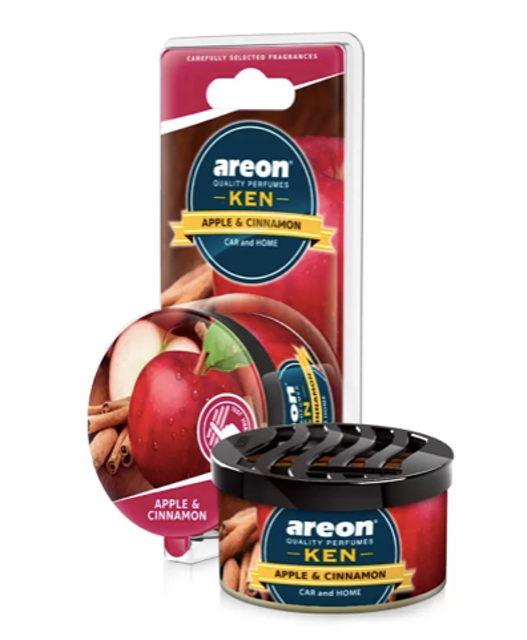 CAREFULLY SELECTED FRAGRANCES
areon®
QUALITY PERFUMES
KEN
APPLE & CINNAMON
CAR and HOME
APPLE &
CINNAMON
areon®
QUALITY PERFUMES
KEN
APPLE & CINNAMON
CAR and HOME